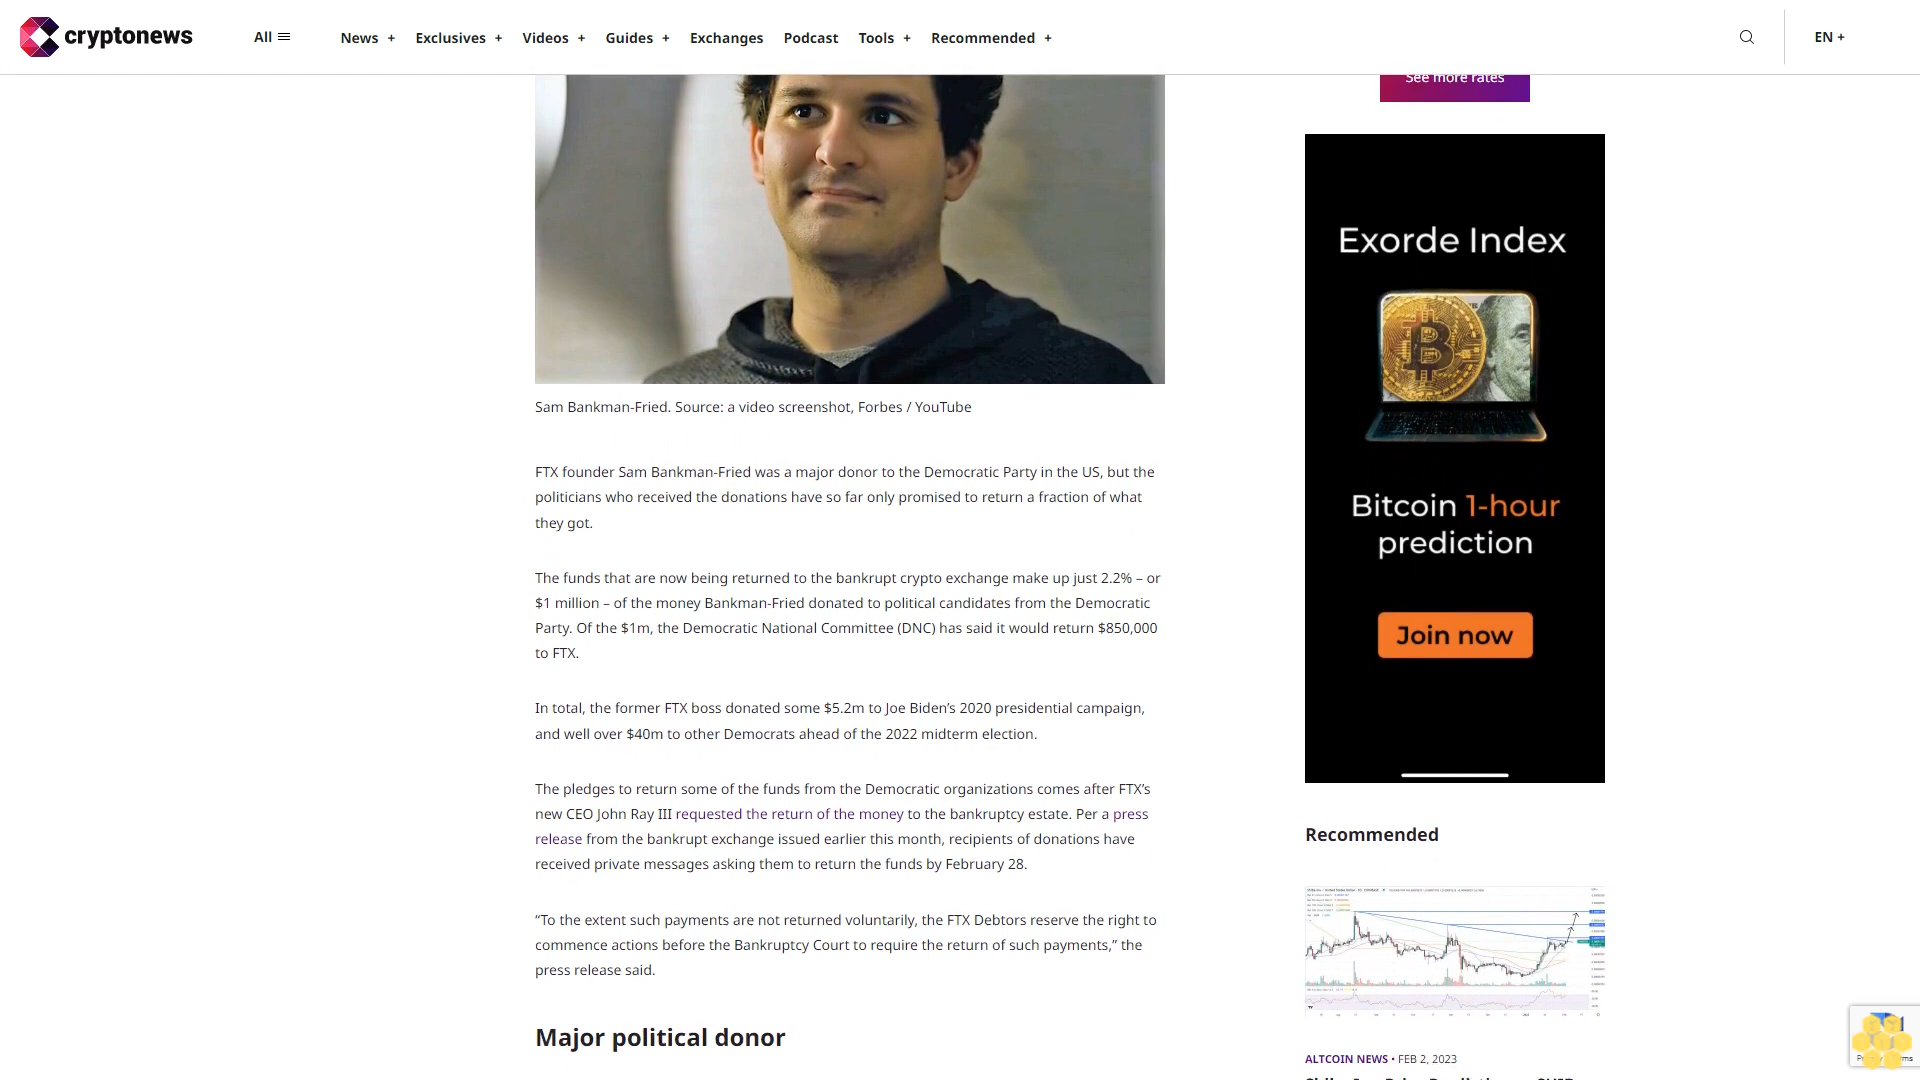 cryptonews
All
News +
Exclusives +
Videos +
Guides +
Exchanges
Podcast
Tools +
Recommended +
EN +
See more rates
Sam Bankman-Fried. Source: a video screenshot, Forbes / YouTube
FTX founder Sam Bankman-Fried was a major donor to the Democratic Party in the US, but the
politicians who received the donations have so far only promised to return a fraction of what
they got.
The funds that are now being returned to the bankrupt crypto exchange make up just 2.2% – or
$1 million – of the money Bankman-Fried donated to political candidates from the Democratic
Party. Of the $1m, the Democratic National Committee (DNC) has said it would return $850,000
to FTX.
In total, the former FTX boss donated some $5.2m to Joe Biden’s 2020 presidential campaign,
and well over $40m to other Democrats ahead of the 2022 midterm election.
The pledges to return some of the funds from the Democratic organizations comes after FTX’s
new CEO John Ray III requested the return of the money to the bankruptcy estate. Per a press
release from the bankrupt exchange issued earlier this month, recipients of donations have
received private messages asking them to return the funds by February 28.
“To the extent such payments are not returned voluntarily, the FTX Debtors reserve the right to
commence actions before the Bankruptcy Court to require the return of such payments,” the
press release said.
Major political donor
Exorde Index
Bitcoin 1-hour
prediction
Join now
Recommended
ALTCOIN NEWS • FEB 2, 2023